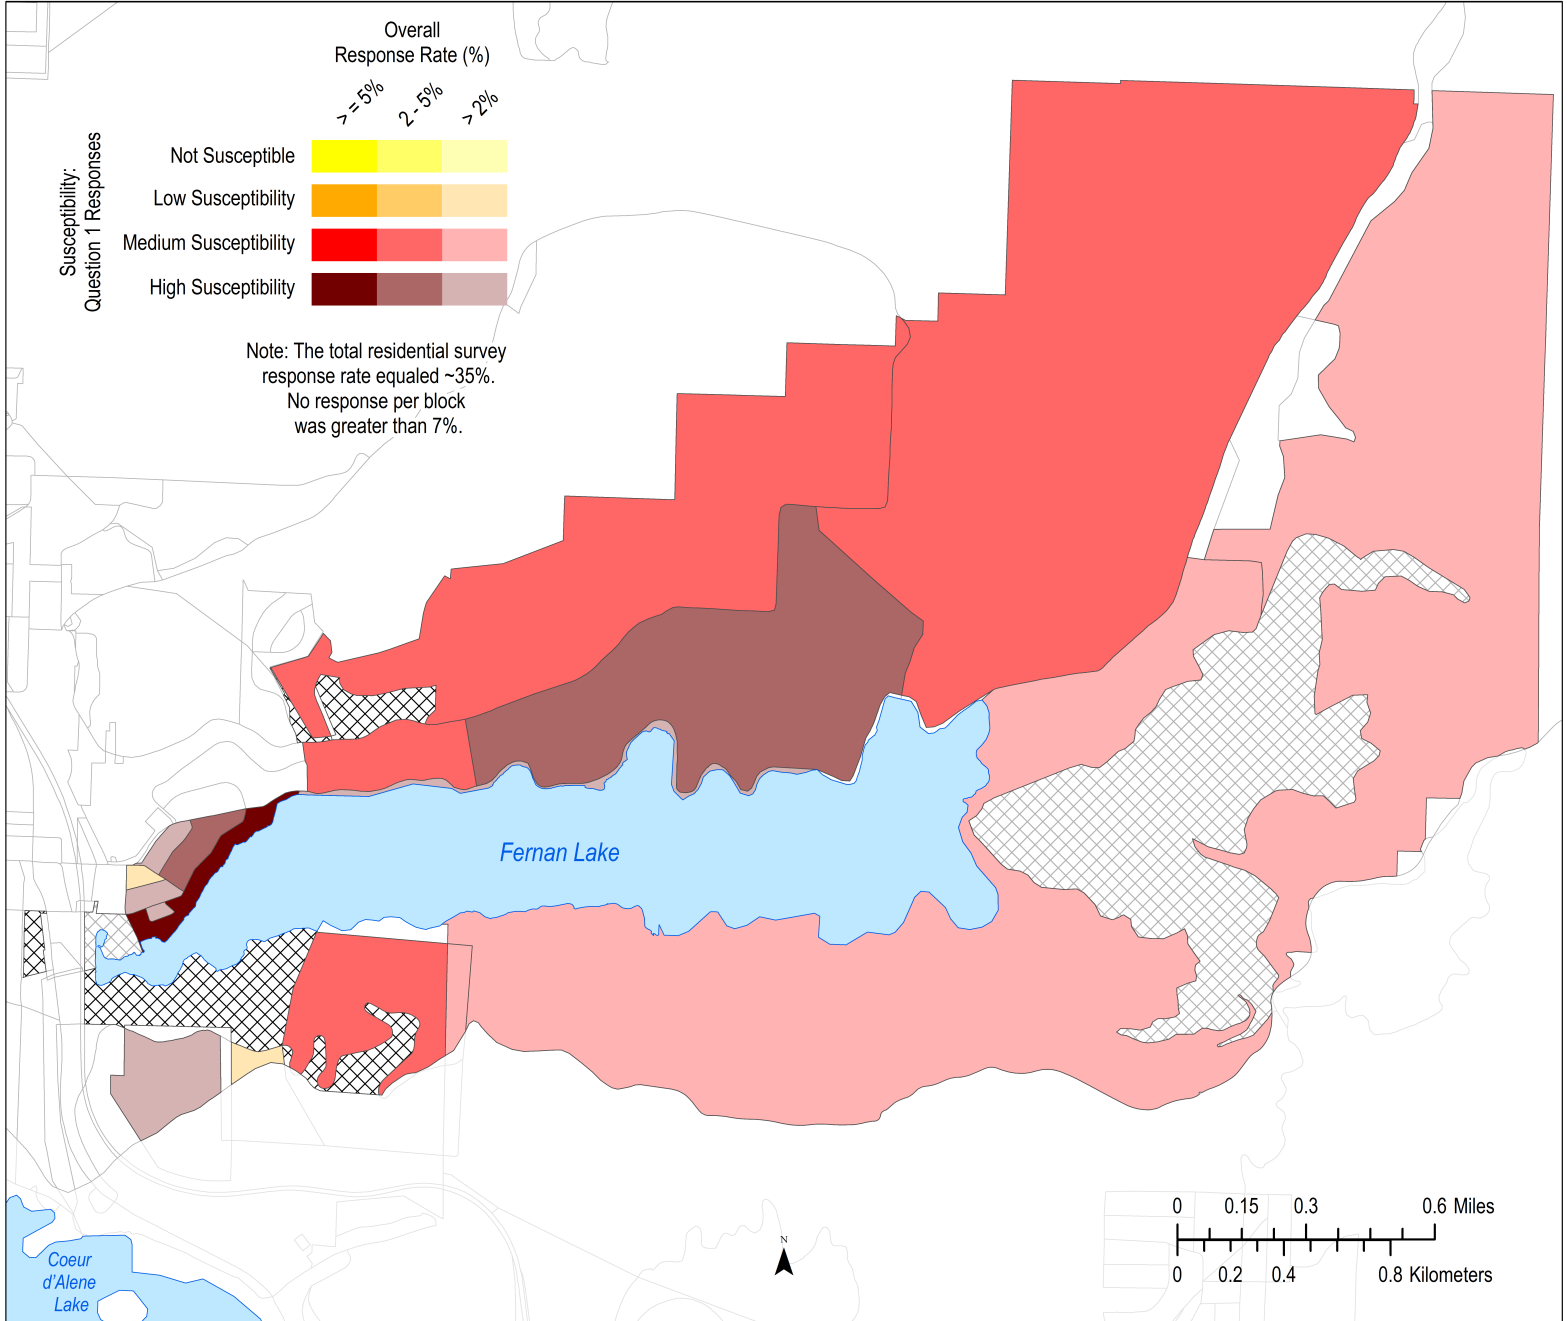 Overall
Response Rate (%)
> = 5%
2 - 5%
> 2%
Susceptibility:
Question 1 Responses
Not Susceptible
Low Susceptibility
Medium Susceptibility
High Susceptibility
Note: The total residential survey
response rate equaled ~35%.
No response per block
was greater than 7%.
Fernan Lake
Coeur
d'Alene
Lake
N
0 0.15 0.3 0.6 Miles
0 0.2 0.4 0.8 Kilometers